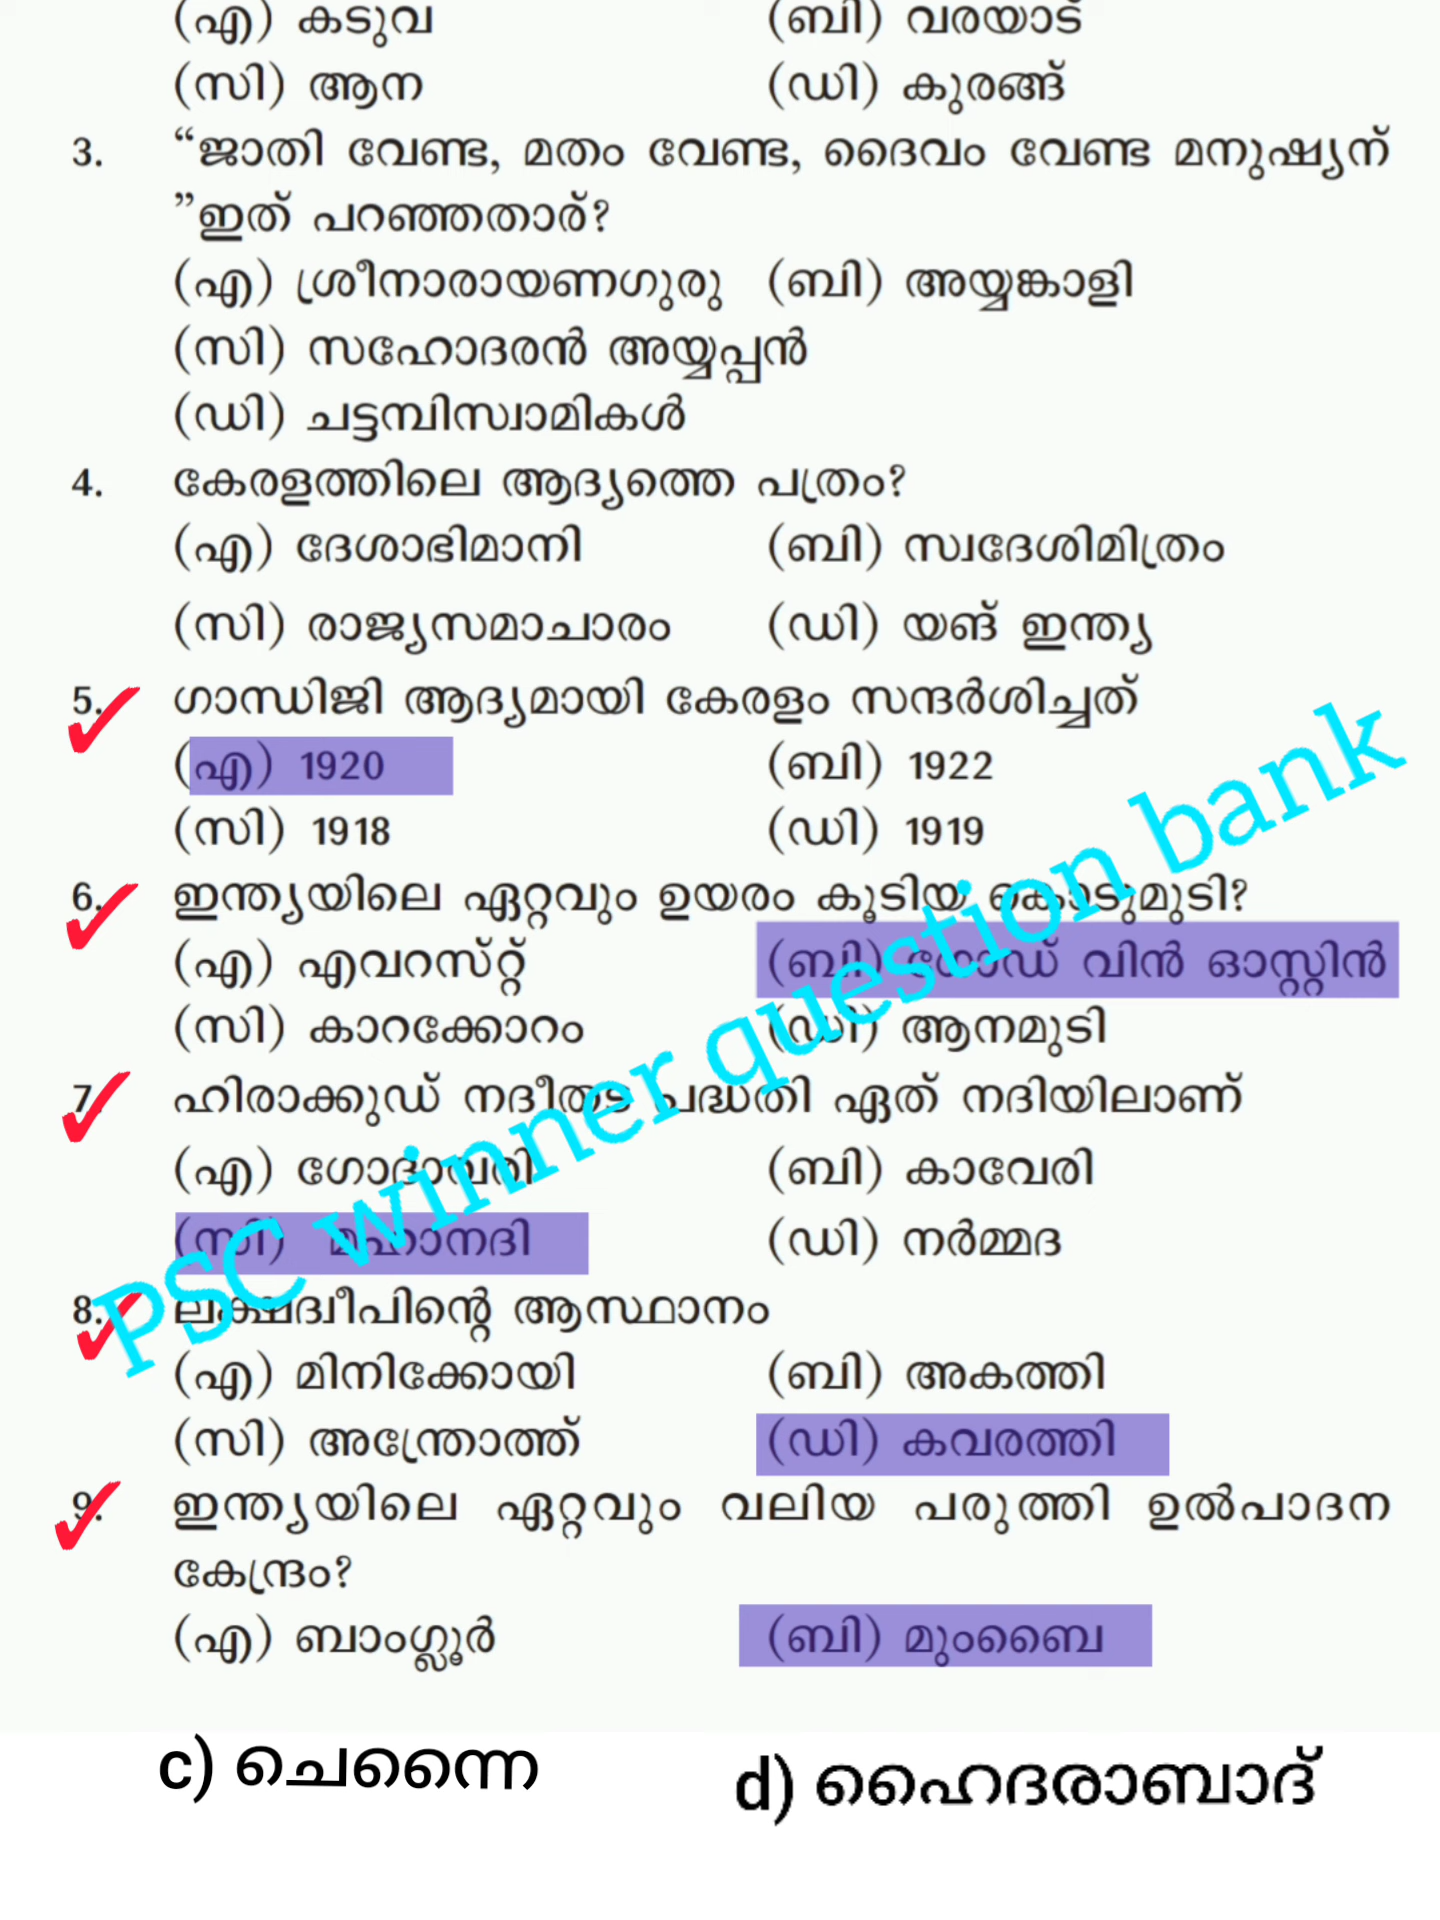 (എ) കടുവ (ബി) വരയാട്
(സി) ആന (ഡി) കുരങ്ങ്
3. “ജാതി വേണ്ട, മതം വേണ്ട, ദൈവം വേണ്ട മനുഷ്യന്
”ഇത് പറഞ്ഞതാര്?
(എ) ശ്രീനാരായണഗുരു (ബി) അയ്യങ്കാളി
(സി) സഹോദരൻ അയ്യപ്പൻ
(ഡി) ചട്ടമ്പിസ്വാമികൾ
4. കേരളത്തിലെ ആദ്യത്തെ പത്രം?
(എ) ദേശാഭിമാനി (ബി) സ്വദേശിമിത്രം
(സി) രാജ്യസമാചാരം (ഡി) യങ് ഇന്ത്യ
5. ഗാന്ധിജി ആദ്യമായി കേരളം സന്ദർശിച്ചത്
(എ) 1920 (ബി) 1922
(സി) 1918 (ഡി) 1919
6. ഇന്ത്യയിലെ ഏറ്റവും ഉയരം കൂടിയ കൊടുമുടി?
(എ) എവറസ്റ്റ് (ബി) ഗോഡ് വിൻ ഓസ്റ്റിൻ
(സി) കാറക്കോറം (ഡി) ആനമുടി
7. ഹിരാക്കുഡ് നദീതട പദ്ധതി ഏത് നദിയിലാണ്
(എ) ഗോദാവരി (ബി) കാവേരി
(സി) മഹാനദി (ഡി) നർമ്മദ
8. ലക്ഷദ്വീപിന്റെ ആസ്ഥാനം
(എ) മിനിക്കോയി (ബി) അകത്തി
(സി) അന്ത്രോത്ത് (ഡി) കവരത്തി
9. ഇന്ത്യയിലെ ഏറ്റവും വലിയ പരുത്തി ഉൽപാദന
കേന്ദ്രം?
(എ) ബാംഗ്ലൂർ (ബി) മുംബൈ
c) ചെന്നൈ d) ഹൈദരാബാദ്
PSC winner question bank